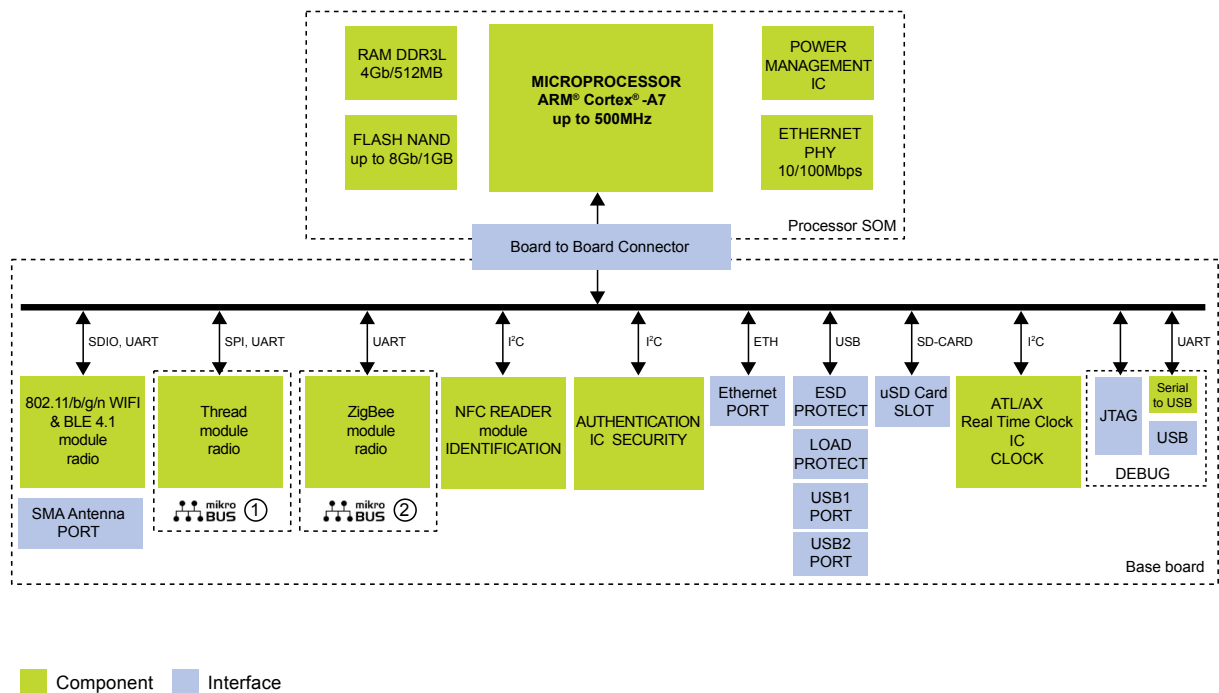 RAM DDR3L
4Gb/512MB
FLASH NAND
up to 8Gb/1GB
MICROPROCESSOR
ARM® Cortex® -A7
up to 500MHz
POWER
MANAGEMENT
IC
ETHERNET
PHY
10/100Mbps
Processor SOM
Board to Board Connector
SDIO, UART
SPI, UART
UART
I²C
I²C
ETH
USB
SD-CARD
I²C
UART
802.11/b/g/n WIFI
& BLE 4.1
module
radio
SMA Antenna
PORT
Thread
module
radio
mikro
BUS
1
ZigBee
module
radio
mikro
BUS
2
NFC READER
module
IDENTIFICATION
AUTHENTICATION
IC SECURITY
Ethernet
PORT
ESD
PROTECT
LOAD
PROTECT
USB1
PORT
USB2
PORT
uSD Card
SLOT
ATL/AX
Real Time Clock
IC
CLOCK
JTAG
Serial
to USB
USB
DEBUG
Base board
Component
Interface